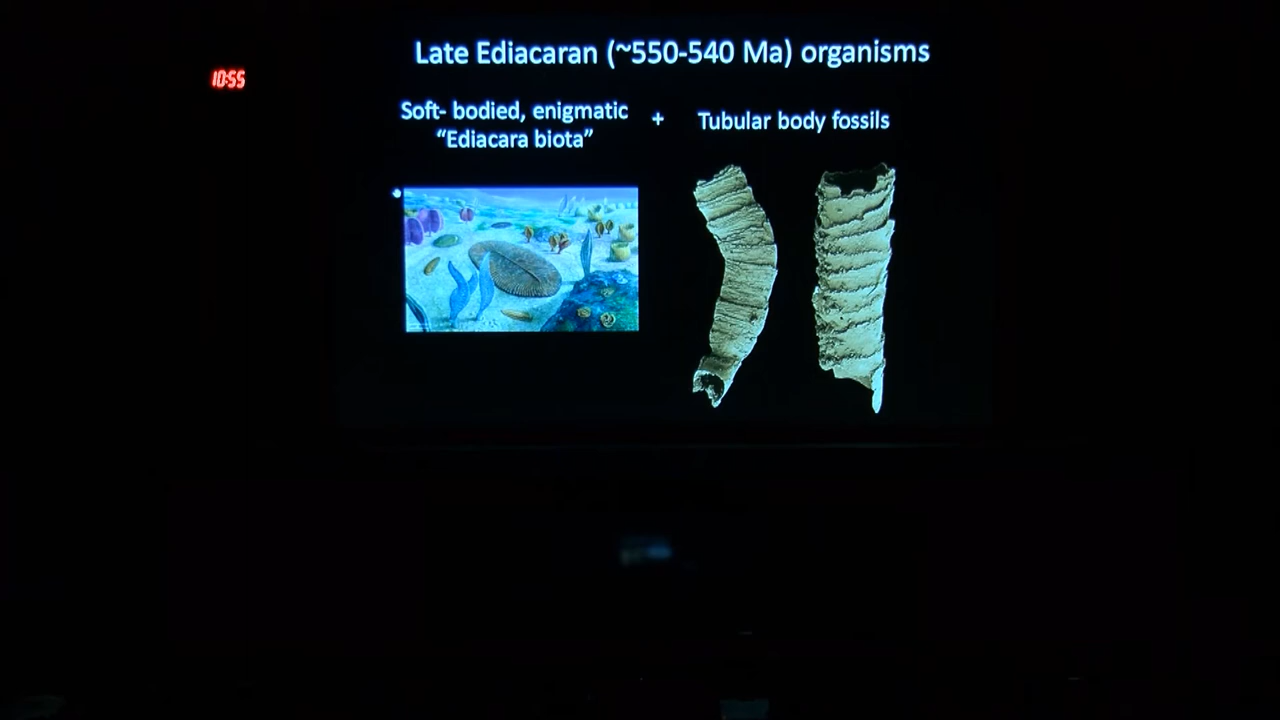 10:55
Late Ediacaran (~550-540 Ma) organisms
Soft- bodied, enigmatic
“Ediacara biota”
+
Tubular body fossils